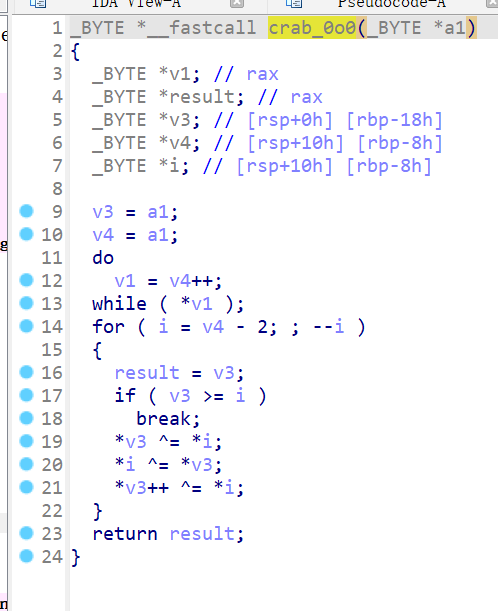 IDA View-A Pseudocode-A
1 _BYTE *__fastcall crab_0o0(_BYTE *a1)
2 {
3 _BYTE *v1; // rax
4 _BYTE *result; // rax
5 _BYTE *v3; // [rsp+0h] [rbp-18h]
6 _BYTE *v4; // [rsp+10h] [rbp-8h]
7 _BYTE *i; // [rsp+10h] [rbp-8h]
8
9 v3 = a1;
10 v4 = a1;
11 do
12 v1 = v4++;
13 while ( *v1 );
14 for ( i = v4 - 2; ; --i )
15 {
16 result = v3;
17 if ( v3 >= i )
18 break;
19 *v3 ^= *i;
20 *i ^= *v3;
21 *v3++ ^= *i;
22 }
23 return result;
24 }